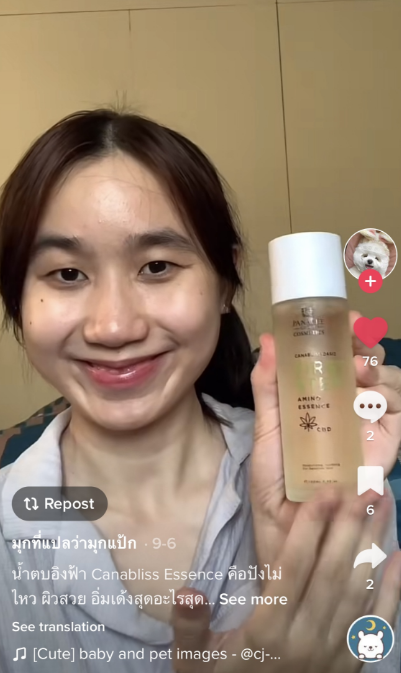 CANABLISS
AMINO
ESSENCE
CBD
76
2
6
2
Repost
มุกที่แปลว่ามุกแป้ก · 9-6
น้ำตบอิงฟ้า Canabliss Essence คือปังไม่
ไหว ผิวสวย อิ่มเด้งสุดอะไรสุด... See more
See translation
[Cute] baby and pet images - @cj-...